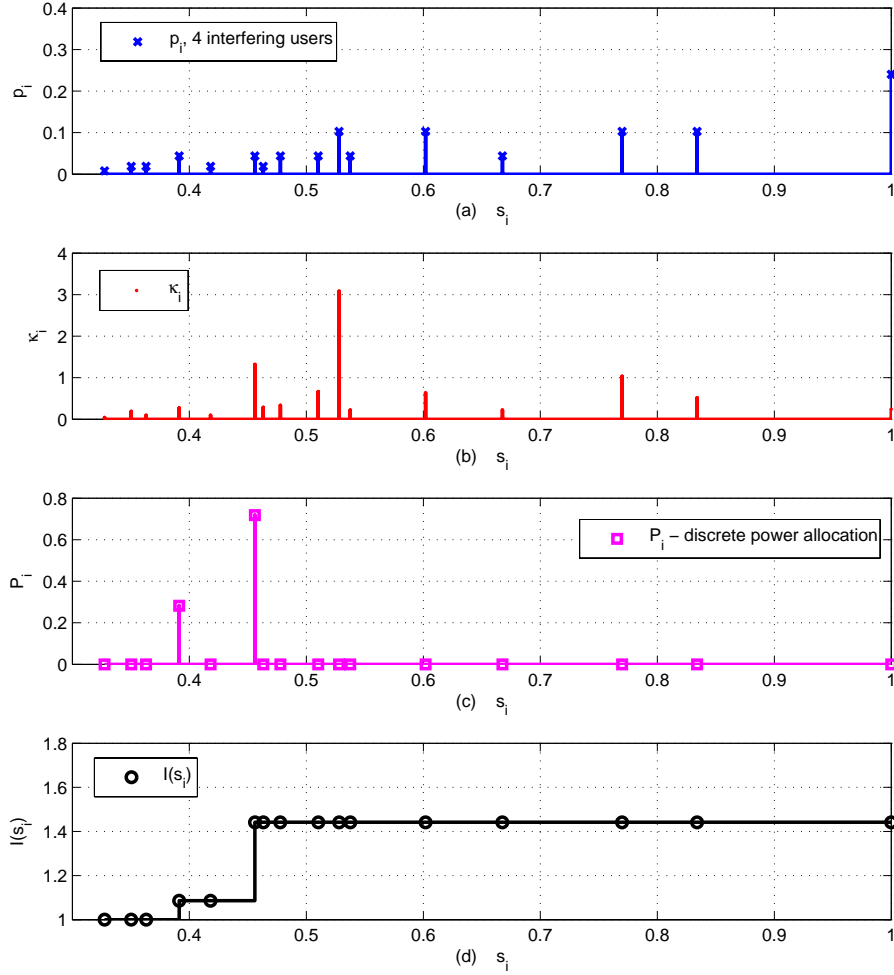 0.4
p_i, 4 interfering users
0.3
0.2
p_i
0.1
0
0.4 0.5 0.6 0.7 0.8 0.9 1
(a) s_i
4
κ_i
3
2
κ_i
1
0
0.4 0.5 0.6 0.7 0.8 0.9 1
(b) s_i
0.8
P_i − discrete power allocation
0.6
0.4
P_i
0.2
0
0.4 0.5 0.6 0.7 0.8 0.9 1
(c) s_i
1.8
I(s_i)
1.6
1.4
I(s_i)
1.2
1
0.4 0.5 0.6 0.7 0.8 0.9 1
(d) s_i